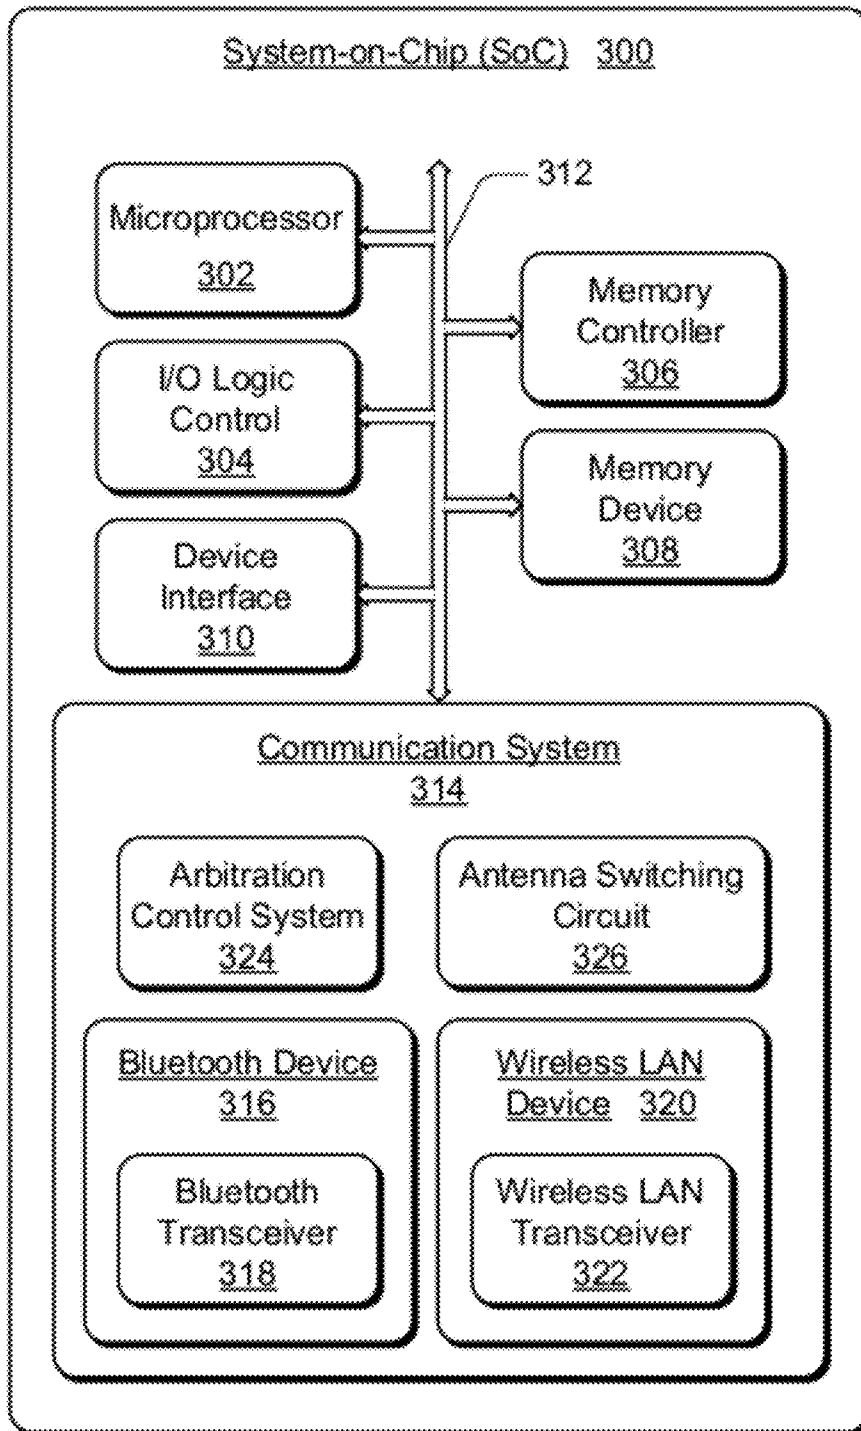 System-on-Chip (SoC) 300
312
Microprocessor
302
Memory
Controller
306
I/O Logic
Control
304
Memory
Device
308
Device
Interface
310
Communication System
314
Arbitration
Control System
324
Antenna Switching
Circuit
326
Bluetooth Device
316
Bluetooth
Transceiver
318
Wireless LAN
Device 320
Wireless LAN
Transceiver
322